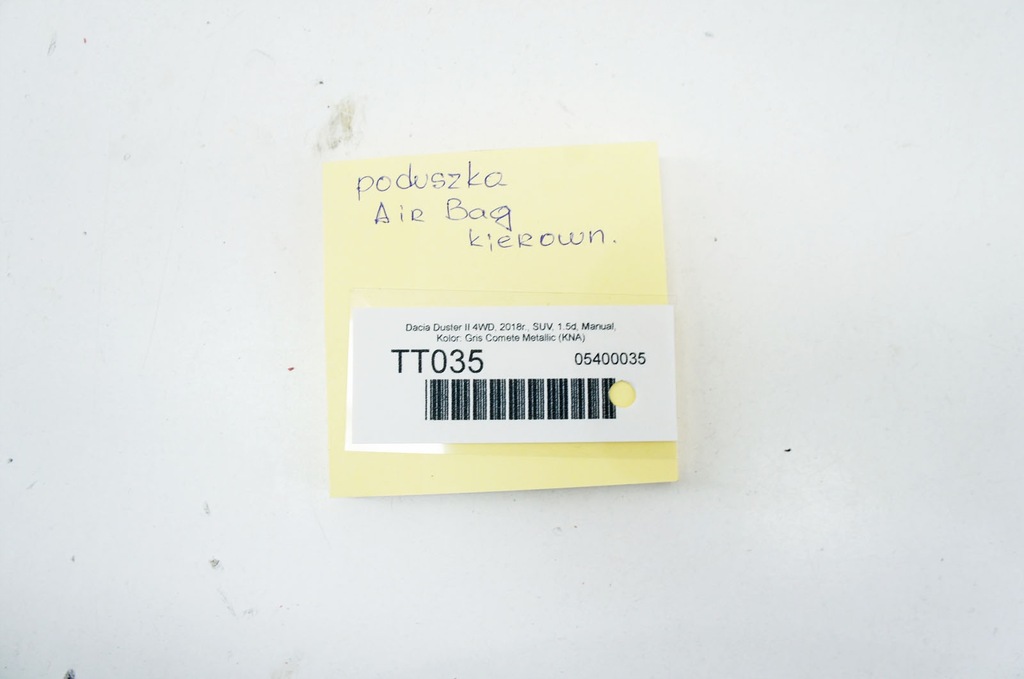 poduszka
Air Bag
kierown.
Dacia Duster II 4WD, 2018r., SUV, 1.5d, Manual,
Kolor: Gris Comete Metallic (KNA)
TT035 05400035